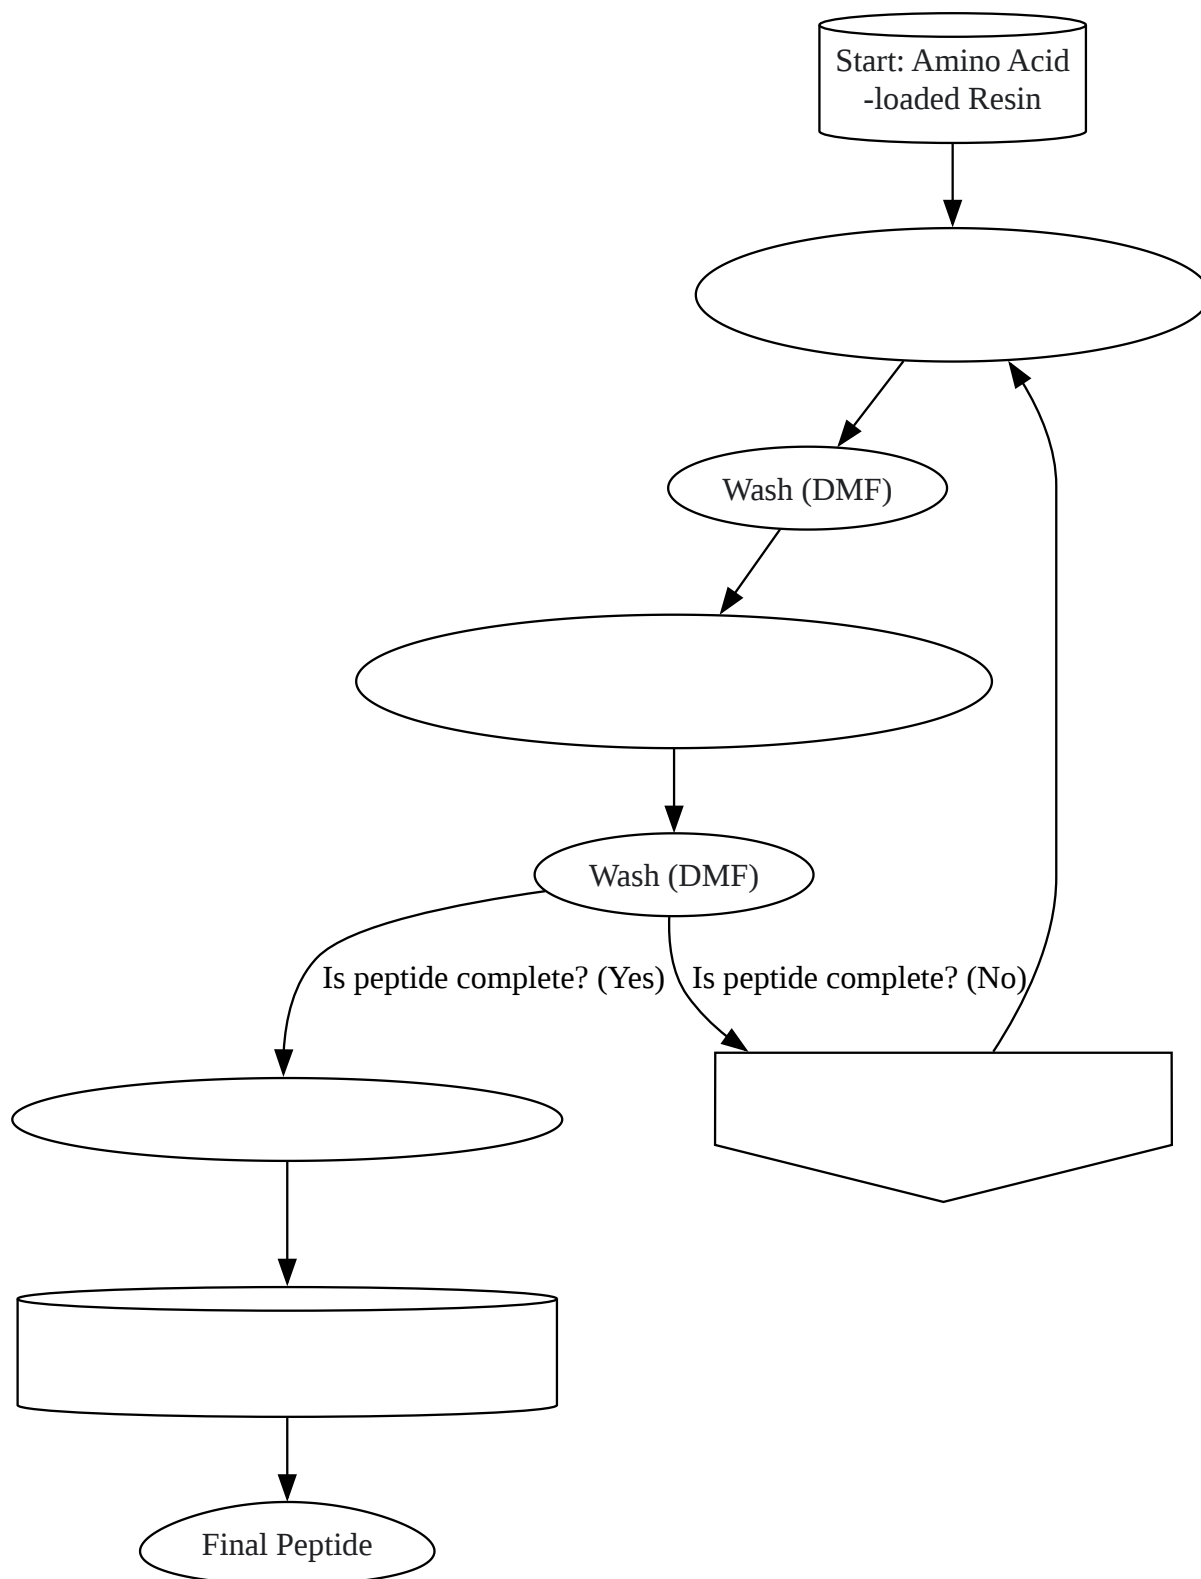 Start: Amino Acid
-loaded Resin
Wash (DMF)
Wash (DMF)
Is peptide complete? (Yes)
Is peptide complete? (No)
Final Peptide